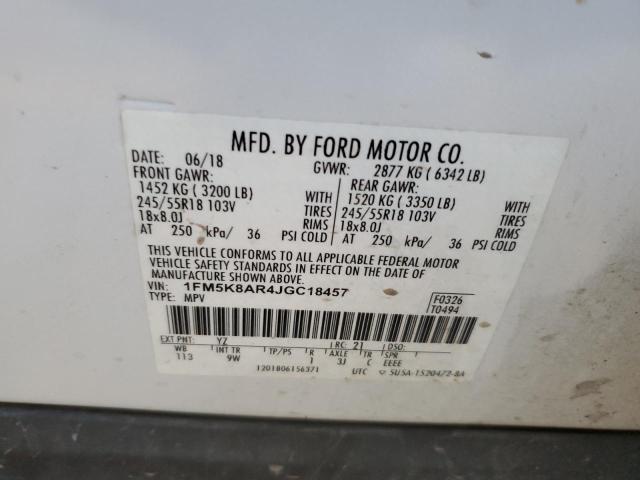 MFD. BY FORD MOTOR CO.
DATE: 06/18 GVWR: 2877 KG ( 6342 LB)
FRONT GAWR: REAR GAWR:
1452 KG ( 3200 LB) WITH 1520 KG ( 3350 LB) WITH
245/55R18 103V TIRES 245/55R18 103V TIRES
18x8.0J RIMS 18x8.0J RIMS
AT 250 kPa/ 36 PSI COLD AT 250 kPa/ 36 PSI COLD
THIS VEHICLE CONFORMS TO ALL APPLICABLE FEDERAL MOTOR
VEHICLE SAFETY STANDARDS IN EFFECT ON THE DATE OF
MANUFACTURE SHOWN ABOVE.
VIN: 1FM5K8AR4JGC18457
TYPE: MPV
F0326
T0494
EXT PNT: YZ RC: 21 DSO:
WB INT TR TP/PS R AXLE TR SPR
113 9W 1 3J C EEEE
1201806156371 UTC 5U5A-1520472-8A